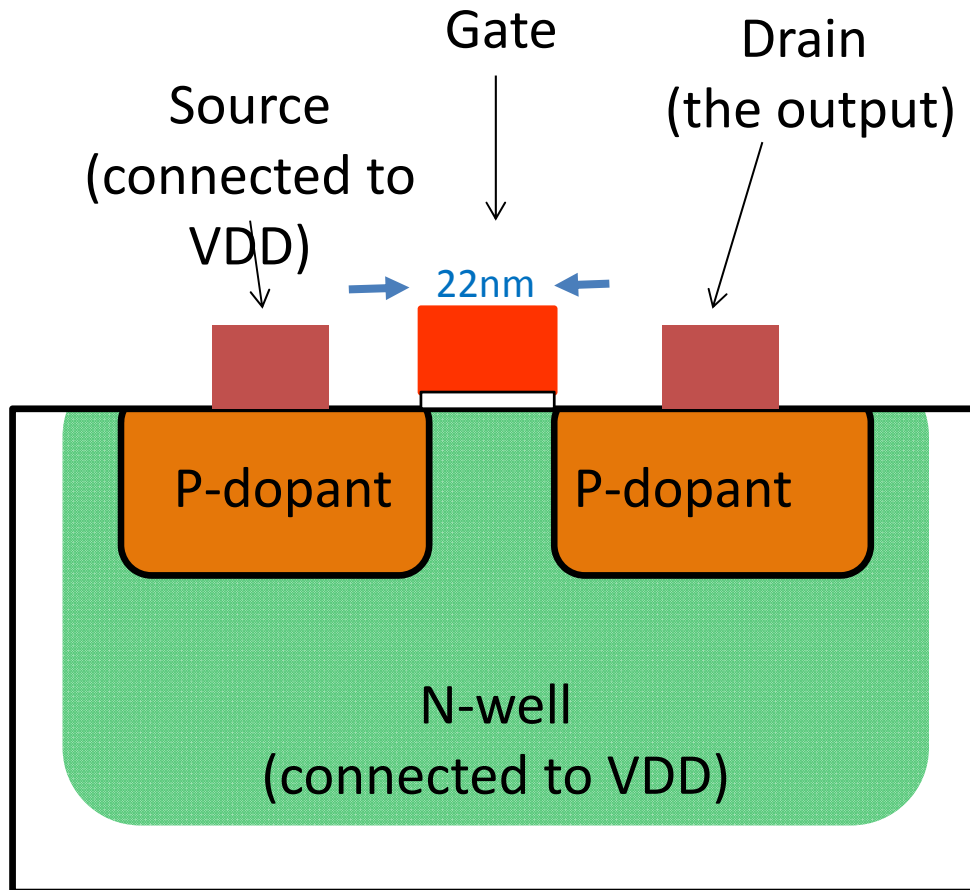 Gate
Drain
(the output)
Source
(connected to
VDD)
22nm
P-dopant
P-dopant
N-well
(connected to VDD)